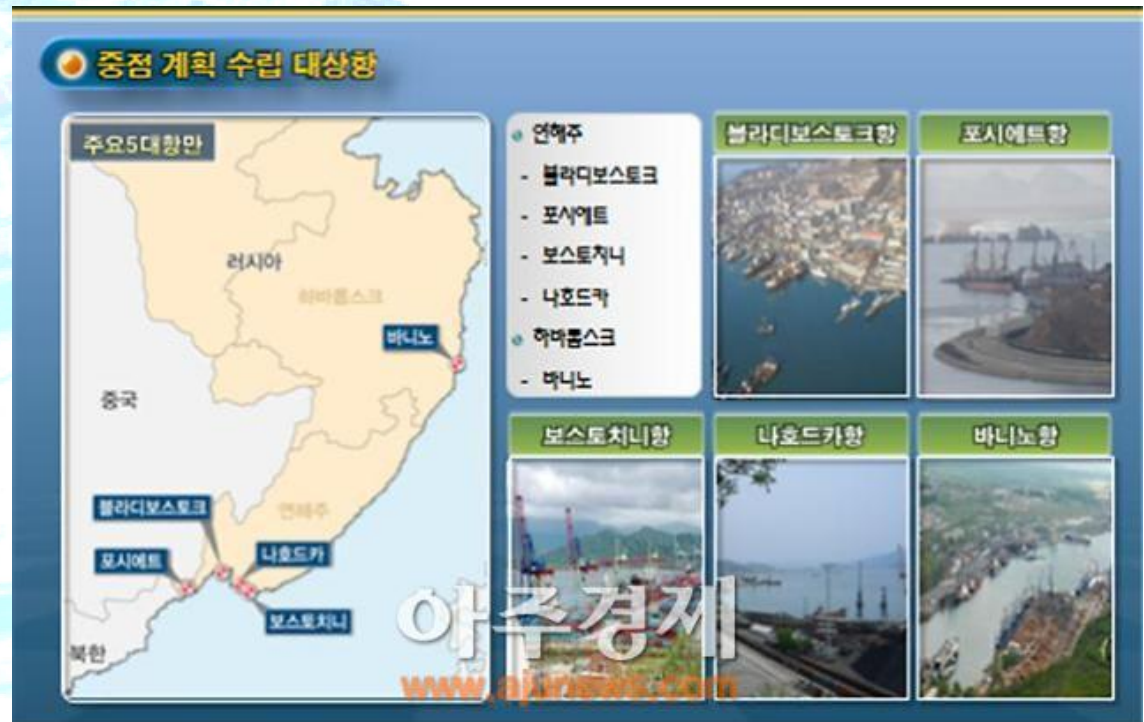 중점 계획 수립 대상항
주요5대항만
러시아
하바롭스크
바니노
중국
블라디보스토크
연해주
포시에트
나호드카
보스토치니
북한
연해주
- 블라디보스토크
- 포시에트
- 보스토치니
- 나호드카
하바롭스크
- 바니노
블라디보스토크항
포시에트항
보스토치니항
나호드카항
바니노항
아주경제
www.ajunews.com